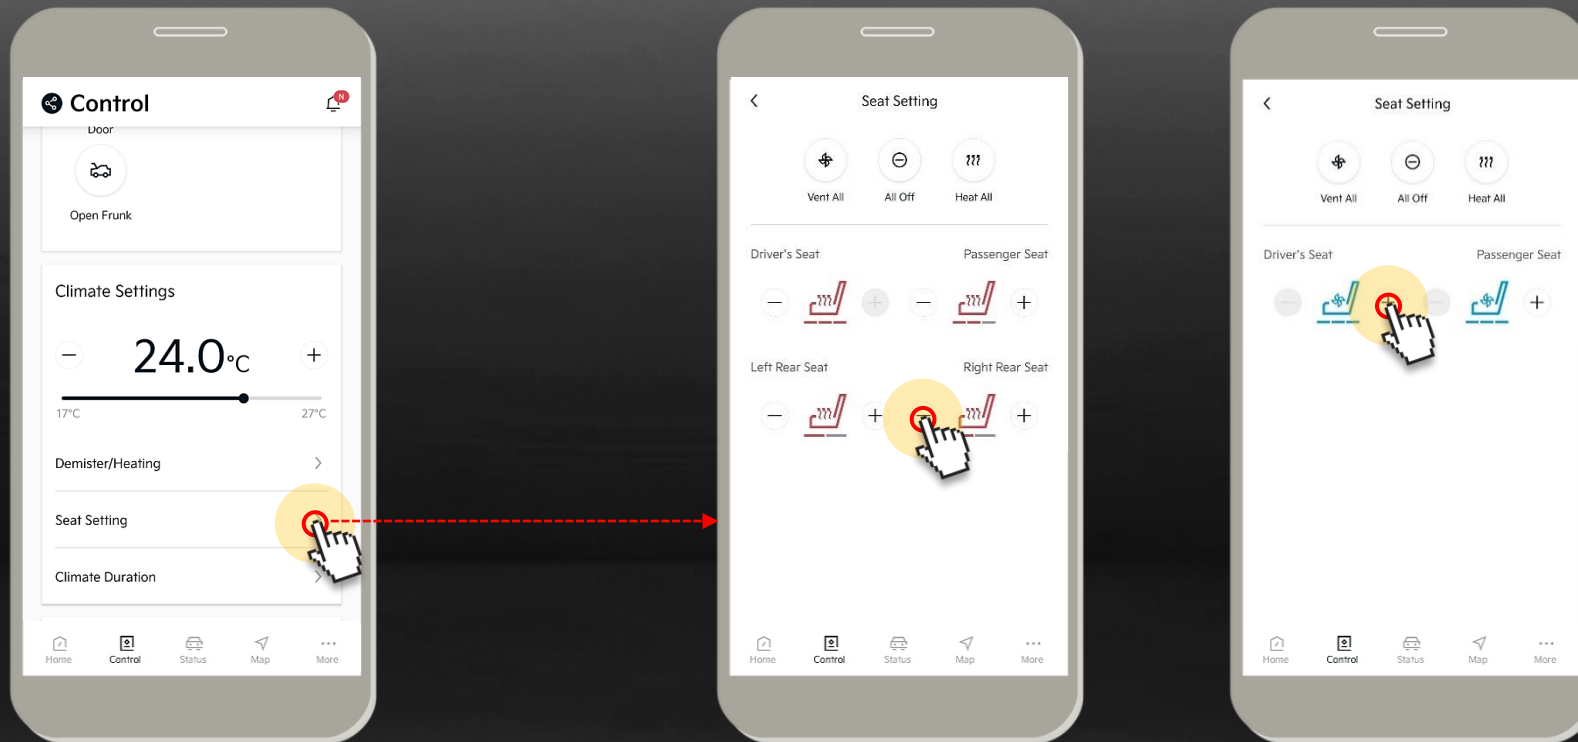 Control
N
Door
Open Frunk
Climate Settings
24.0°C
17°C 27°C
Demister/Heating
Seat Setting
Climate Duration
Home Control Status Map More
Seat Setting
Vent All All Off Heat All
Driver's Seat Passenger Seat
Left Rear Seat Right Rear Seat
Home Control Status Map More
Seat Setting
Vent All All Off Heat All
Driver's Seat Passenger Seat
Home Control Status Map More